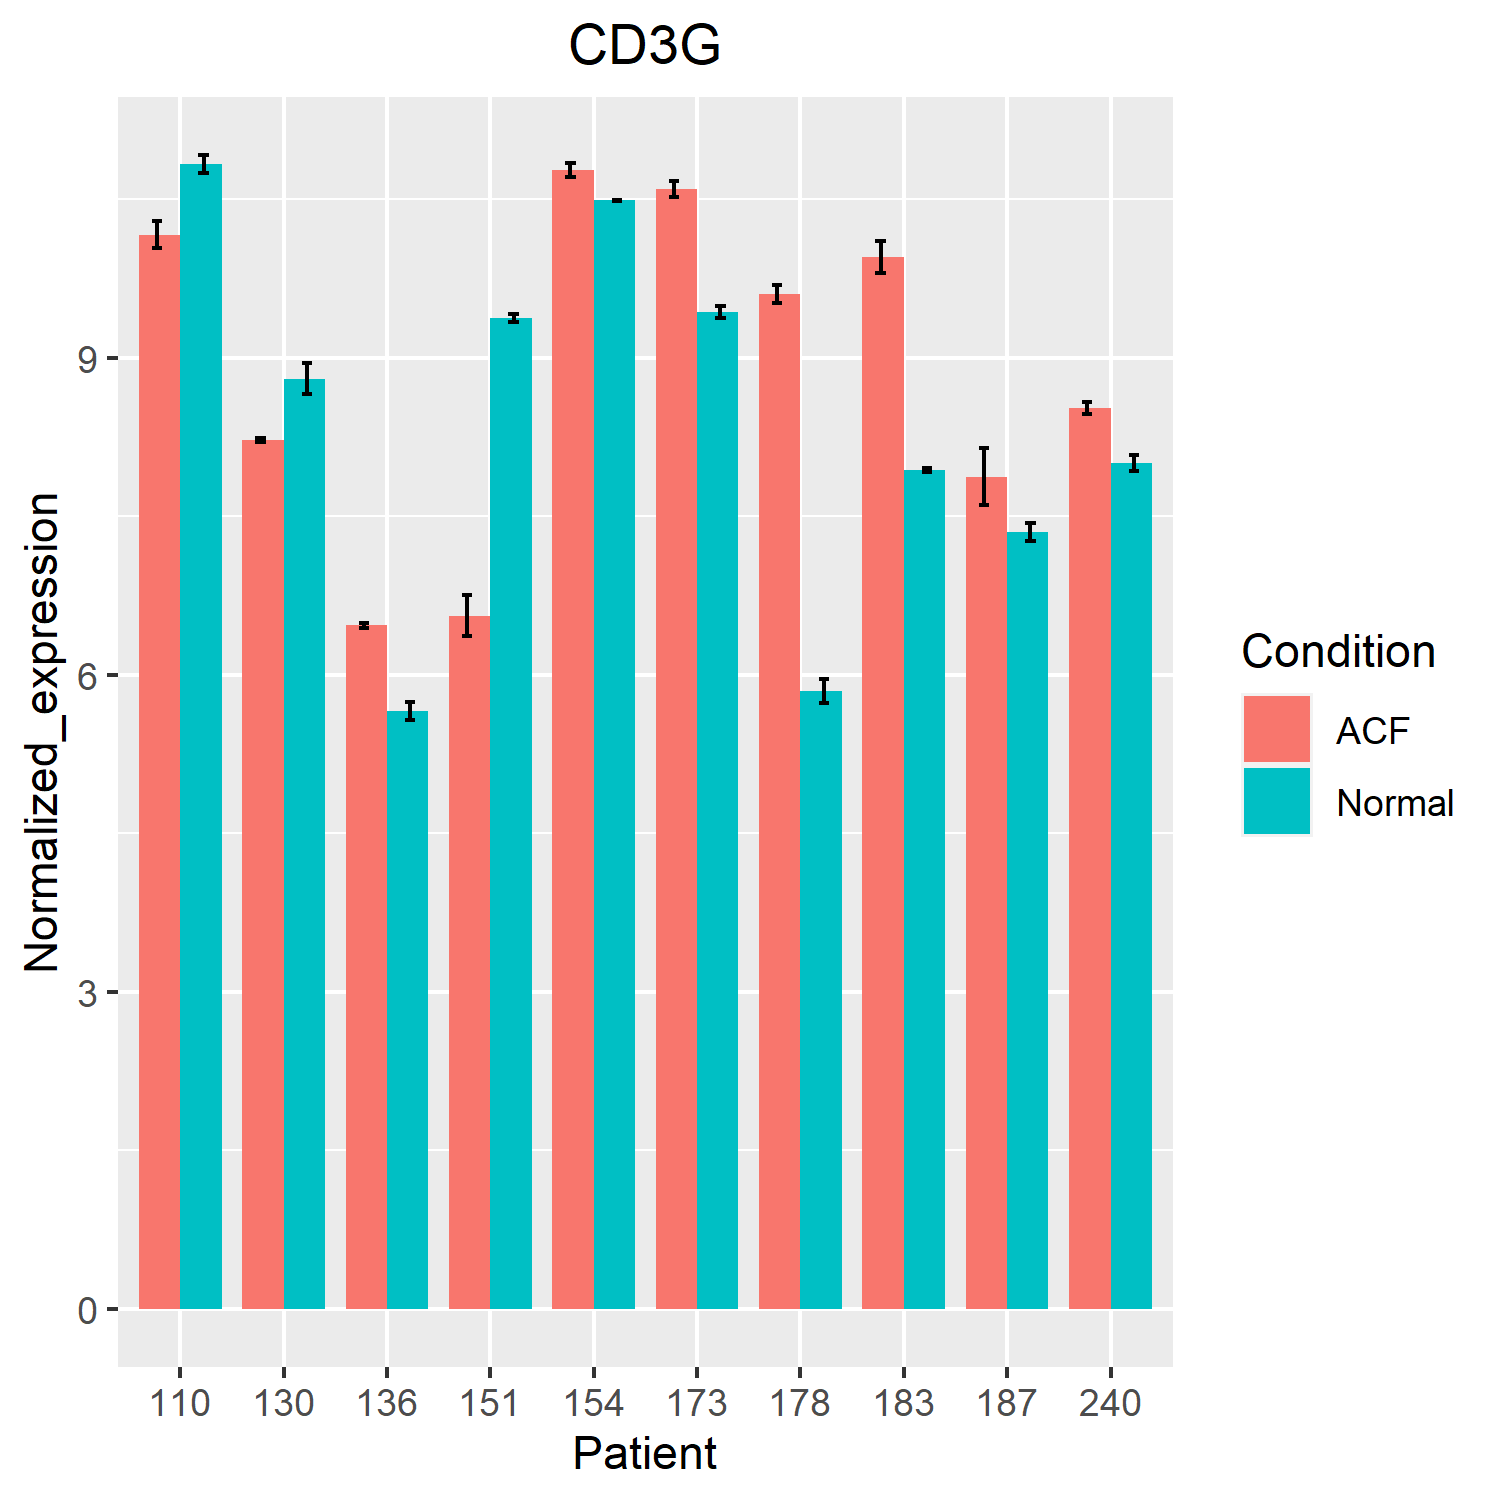 CD3G
Normalized_expression
9
6
3
0
110 130 136 151 154 173 178 183 187 240
Patient
Condition
ACF
Normal